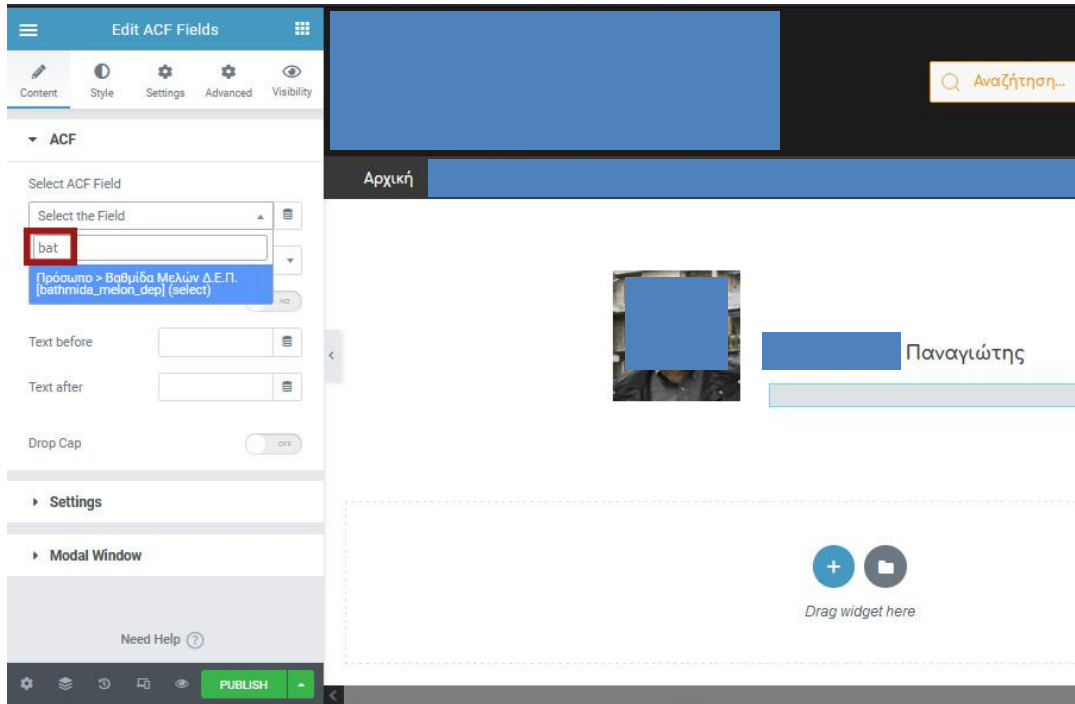 Edit ACF Fields
Content Style Settings Advanced Visibility
ACF
Select ACF Field
Select the Field
bat
Πρόσωπο > Βαθμίδα Μελών Δ.Ε.Π.
[bathmida_melon_dep] (select)
NO
Text before
Text after
Drop Cap OFF
Settings
Modal Window
Need Help ?
PUBLISH
Αναζήτηση...
Αρχική
Παναγιώτης
Drag widget here